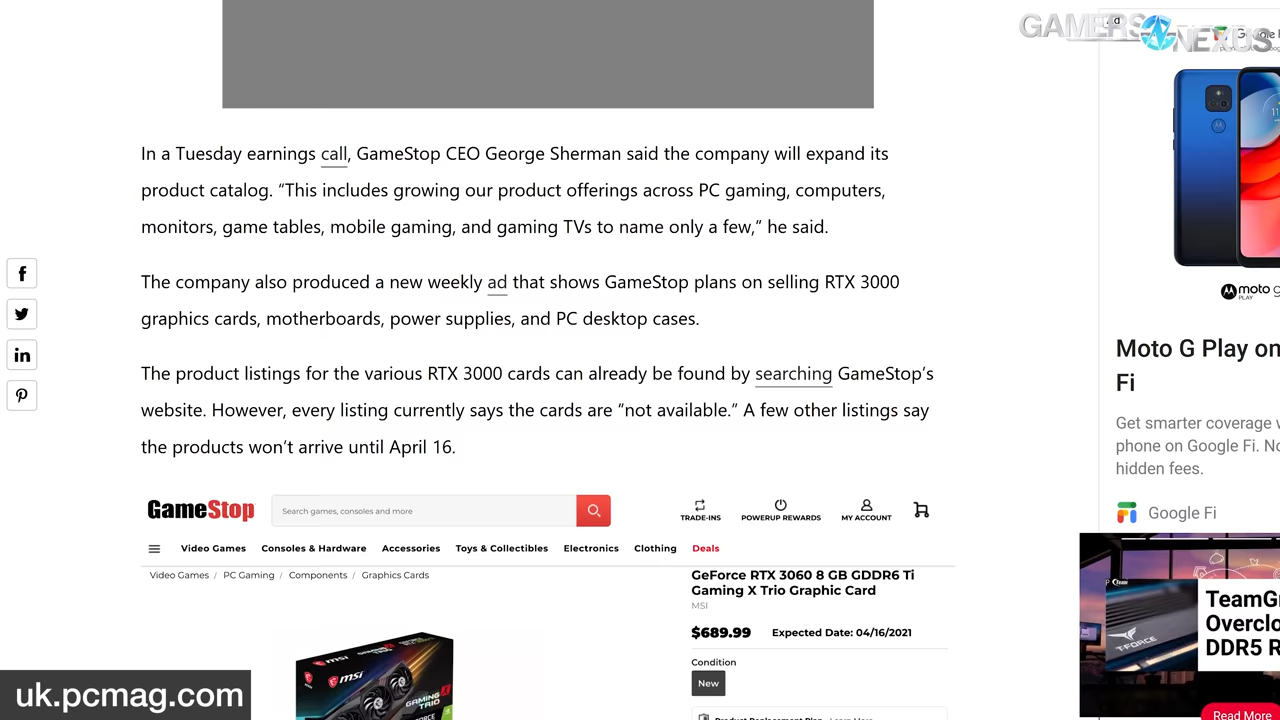 GAMERS NEXUS
Ad
In a Tuesday earnings call, GameStop CEO George Sherman said the company will expand its
product catalog. “This includes growing our product offerings across PC gaming, computers,
monitors, game tables, mobile gaming, and gaming TVs to name only a few,” he said.
The company also produced a new weekly ad that shows GameStop plans on selling RTX 3000
graphics cards, motherboards, power supplies, and PC desktop cases.
The product listings for the various RTX 3000 cards can already be found by searching GameStop’s
website. However, every listing currently says the cards are “not available.” A few other listings say
the products won’t arrive until April 16.
GameStop
Search games, consoles and more
TRADE-INS
POWERUP REWARDS
MY ACCOUNT
Video Games
Consoles & Hardware
Accessories
Toys & Collectibles
Electronics
Clothing
Deals
Video Games / PC Gaming / Components / Graphics Cards
GeForce RTX 3060 8 GB GDDR6 Ti
Gaming X Trio Graphic Card
MSI
$689.99
Expected Date: 04/16/2021
Condition
New
msi
msi
GAMING X
TRIO
moto g
PLAY
Moto G Play on
Fi
Get smarter coverage
phone on Google Fi.
hidden fees.
Google Fi
T-FORCE
TeamGr
Overclo
DDR5 R
Read More
uk.pcmag.com